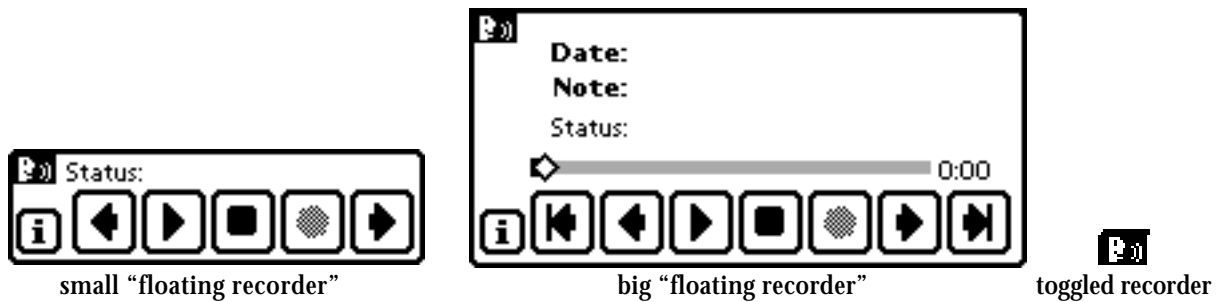 Status:
i
small “floating recorder”
Date:
Note:
Status:
0:00
i
big “floating recorder”
toggled recorder